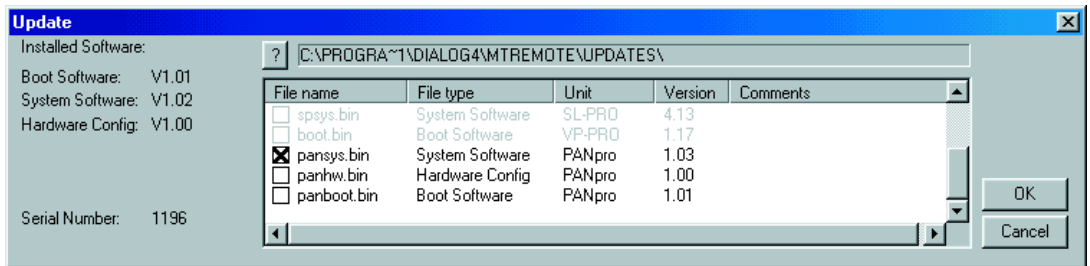 Update
Installed Software:
Boot Software: V1.01
System Software: V1.02
Hardware Config: V1.00
Serial Number: 1196
? C:\PROGRA~1\DIALOG4\MTREMOTE\UPDATES\
File name File type Unit Version Comments
spsys.bin System Software SL-PRO 4.13
boot.bin Boot Software VP-PRO 1.17
pansys.bin System Software PANpro 1.03
panhw.bin Hardware Config PANpro 1.00
panboot.bin Boot Software PANpro 1.01
OK
Cancel